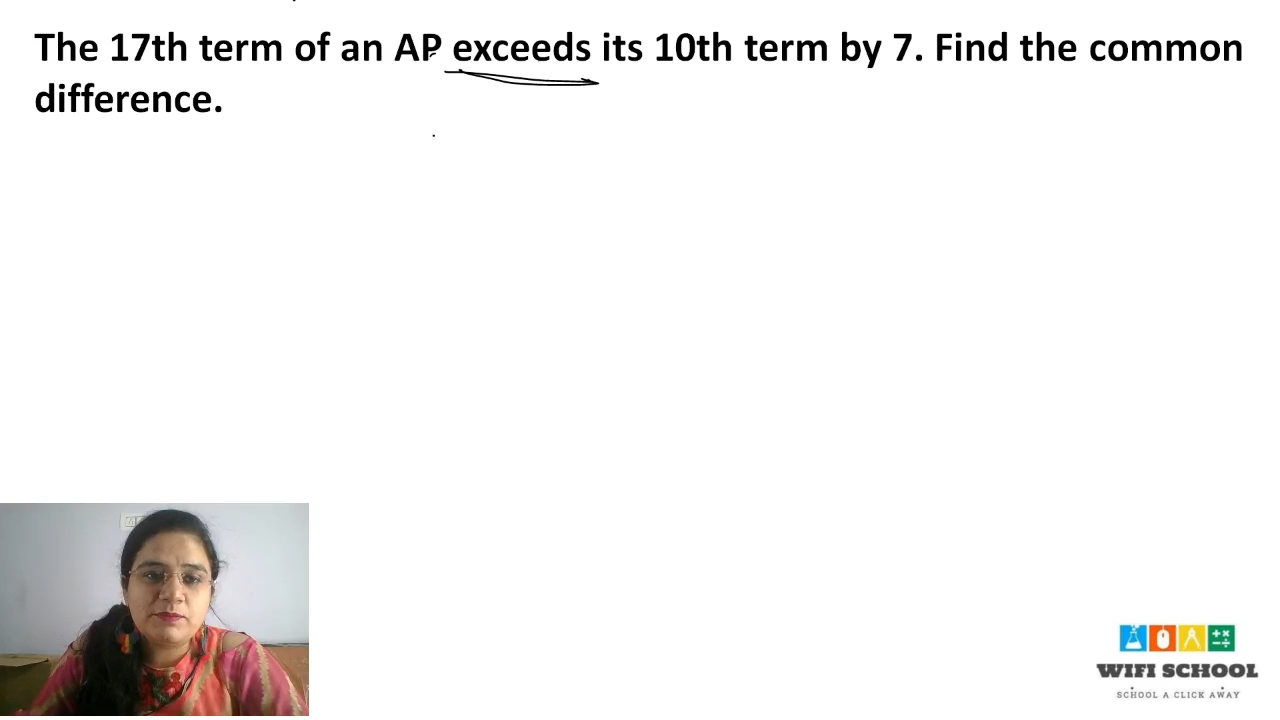 The 17th term of an AP exceeds its 10th term by 7. Find the common
difference.
WIFI SCHOOL
SCHOOL A CLICK AWAY